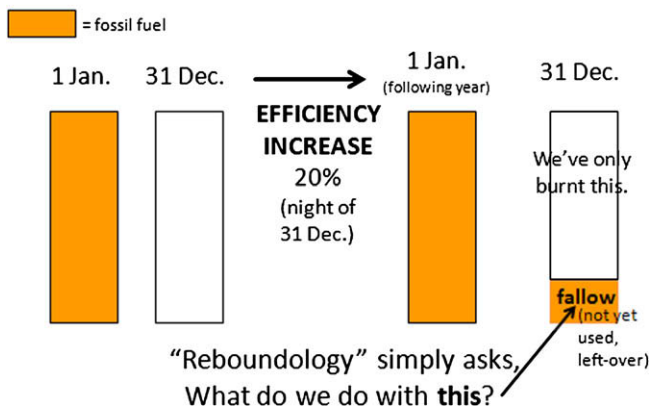 = fossil fuel
1 Jan.
31 Dec.
EFFICIENCY
INCREASE
20%
(night of
31 Dec.)
1 Jan.
(following year)
31 Dec.
We've only
burnt this.
fallow
(not yet
used,
left-over)
"Reboundology" simply asks,
What do we do with this?